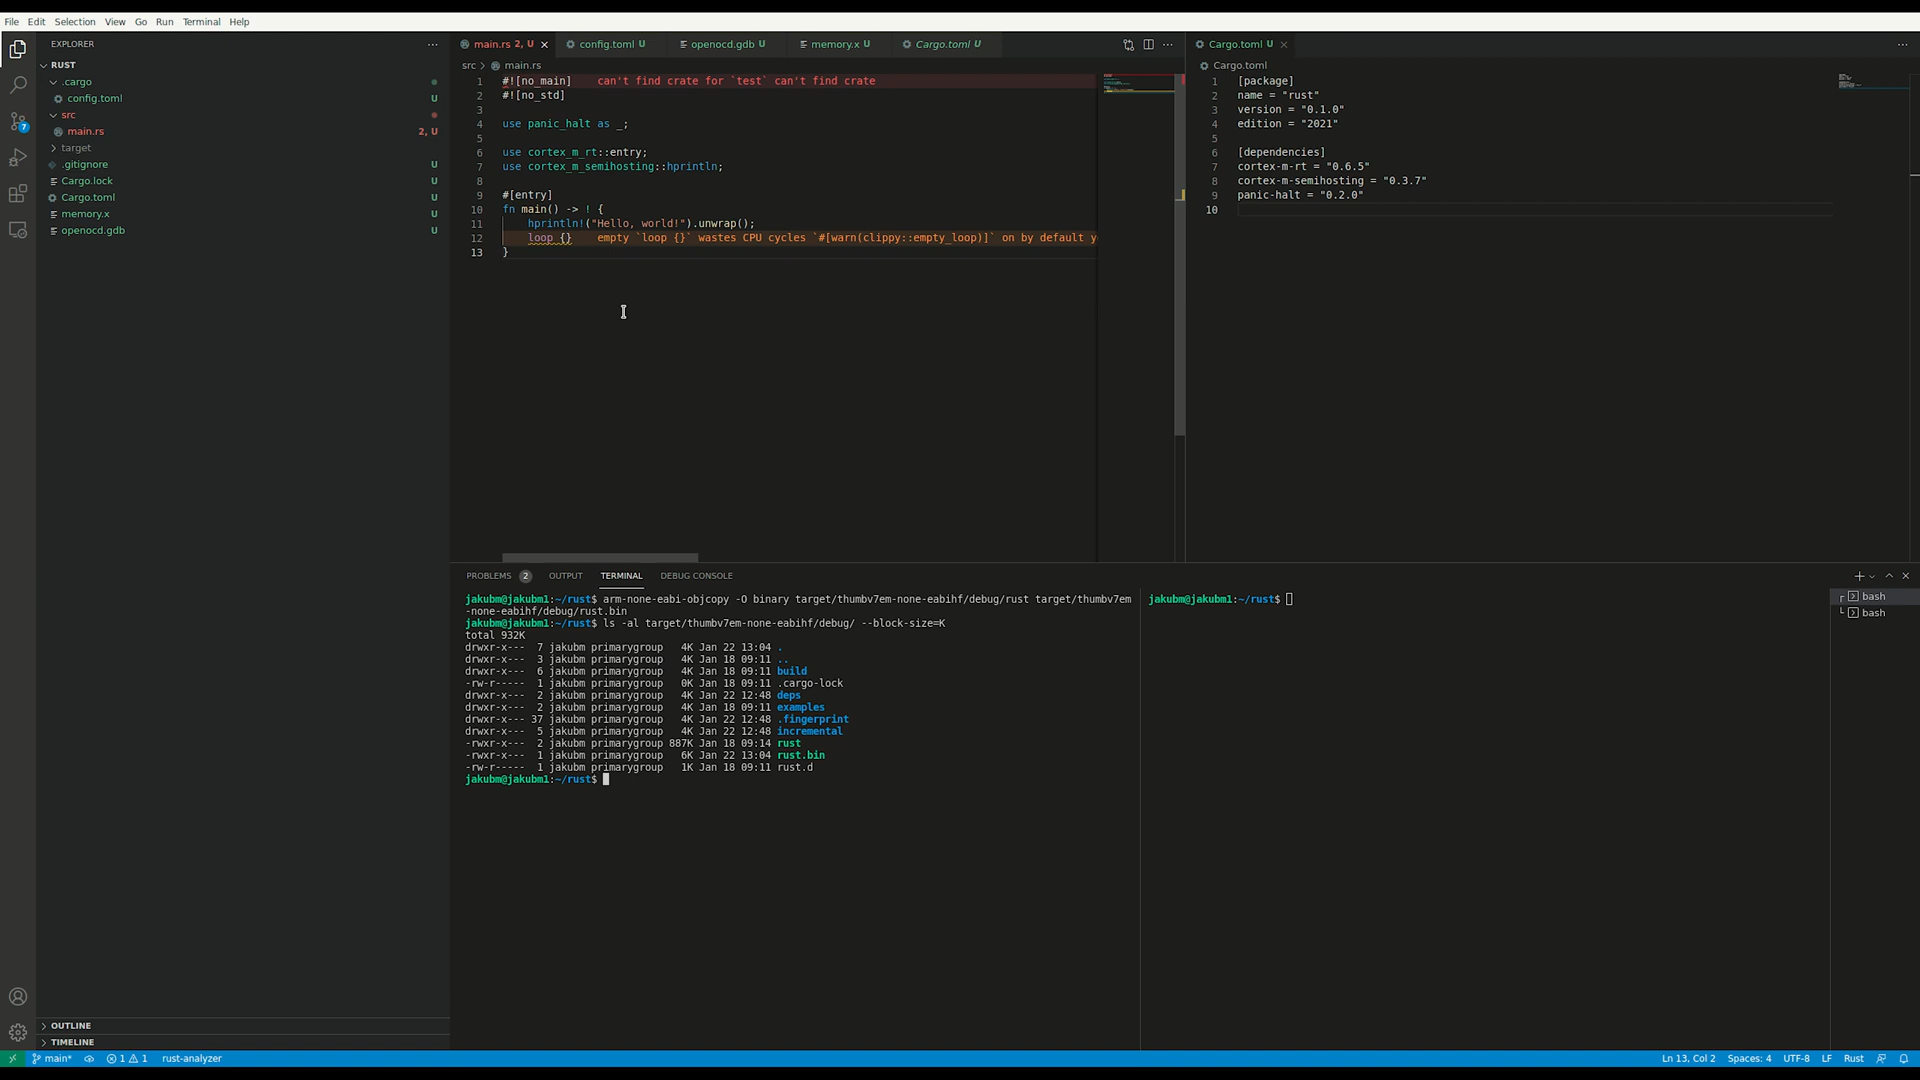 File Edit Selection View Go Run Terminal Help
EXPLORER
RUST
.cargo
config.toml U
src
main.rs 2, U
target
.gitignore U
Cargo.lock U
Cargo.toml U
memory.x U
openocd.gdb U
7
OUTLINE
TIMELINE
main.rs 2, U config.toml U openocd.gdb U memory.x U Cargo.toml U
src > main.rs
1 #![no_main] can't find crate for `test` can't find crate
2 #![no_std]
3
4 use panic_halt as _;
5
6 use cortex_m_rt::entry;
7 use cortex_m_semihosting::hprintln;
8
9 #[entry]
10 fn main() -> ! {
11 hprintln!("Hello, world!").unwrap();
12 loop {} empty `loop {}` wastes CPU cycles `#[warn(clippy::empty_loop)]` on by default y
13 }
Cargo.toml U
Cargo.toml
1 [package]
2 name = "rust"
3 version = "0.1.0"
4 edition = "2021"
5
6 [dependencies]
7 cortex-m-rt = "0.6.5"
8 cortex-m-semihosting = "0.3.7"
9 panic-halt = "0.2.0"
10
PROBLEMS 2 OUTPUT TERMINAL DEBUG CONSOLE
jakubm@jakubm1:~/rust$ arm-none-eabi-objcopy -O binary target/thumbv7em-none-eabihf/debug/rust target/thumbv7em
-none-eabihf/debug/rust.bin
jakubm@jakubm1:~/rust$ ls -al target/thumbv7em-none-eabihf/debug/ --block-size=K
total 932K
drwxr-x--- 7 jakubm primarygroup 4K Jan 22 13:04 .
drwxr-x--- 3 jakubm primarygroup 4K Jan 18 09:11 ..
drwxr-x--- 6 jakubm primarygroup 4K Jan 18 09:11 build
-rw-r----- 1 jakubm primarygroup 0K Jan 18 09:11 .cargo-lock
drwxr-x--- 2 jakubm primarygroup 4K Jan 22 12:48 deps
drwxr-x--- 2 jakubm primarygroup 4K Jan 18 09:11 examples
drwxr-x--- 37 jakubm primarygroup 4K Jan 22 12:48 .fingerprint
drwxr-x--- 5 jakubm primarygroup 4K Jan 22 12:48 incremental
-rwxr-x--- 2 jakubm primarygroup 887K Jan 18 09:14 rust
-rwxr-x--- 1 jakubm primarygroup 6K Jan 22 13:04 rust.bin
-rw-r----- 1 jakubm primarygroup 1K Jan 18 09:11 rust.d
jakubm@jakubm1:~/rust$
jakubm@jakubm1:~/rust$
bash
bash
main* 1 1 rust-analyzer Ln 13, Col 2 Spaces: 4 UTF-8 LF Rust